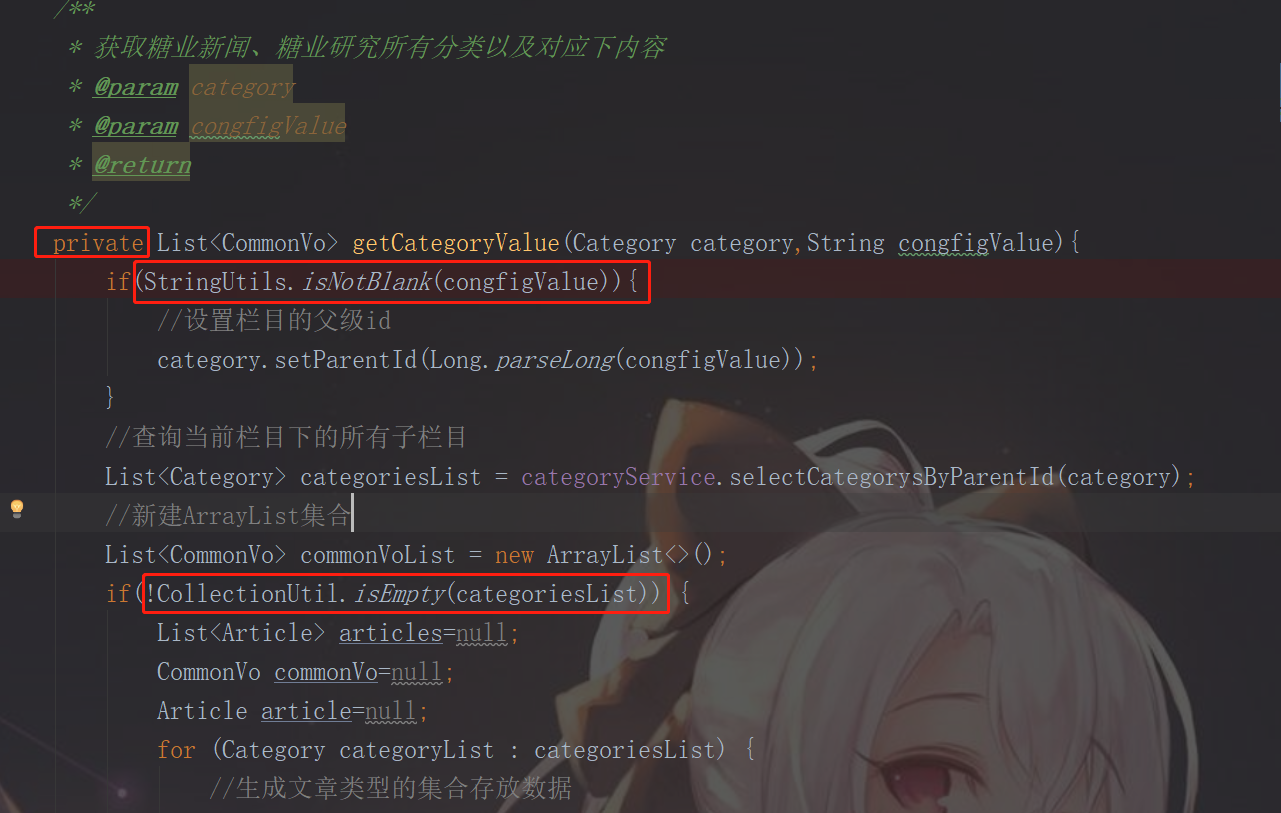 /**
* 获取糖业新闻、糖业研究所有分类以及对应下内容
* @param category
* @param congfigValue
* @return
*/
private List<CommonVo> getCategoryValue(Category category,String congfigValue){
if(StringUtils.isNotBlank(congfigValue)){
//设置栏目的父级id
category.setParentId(Long.parseLong(congfigValue));
}
//查询当前栏目下的所有子栏目
List<Category> categoriesList = categoryService.selectCategorysByParentId(category);
//新建ArrayList集合
List<CommonVo> commonVoList = new ArrayList<>();
if(!CollectionUtil.isEmpty(categoriesList)) {
List<Article> articles=null;
CommonVo commonVo=null;
Article article=null;
for (Category categoryList : categoriesList) {
//生成文章类型的集合存放数据